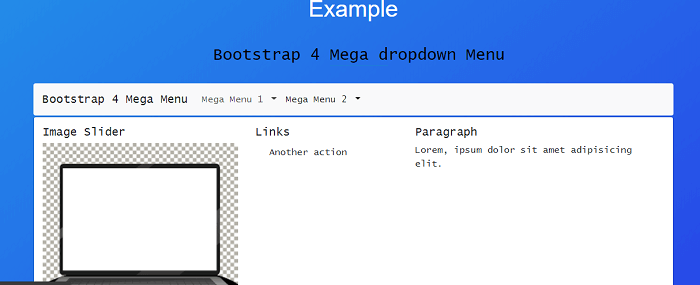 Example
Bootstrap 4 Mega dropdown Menu
Bootstrap 4 Mega Menu Mega Menu 1 Mega Menu 2
Image Slider
Links
Another action
Paragraph
Lorem, ipsum dolor sit amet adipisicing
elit.